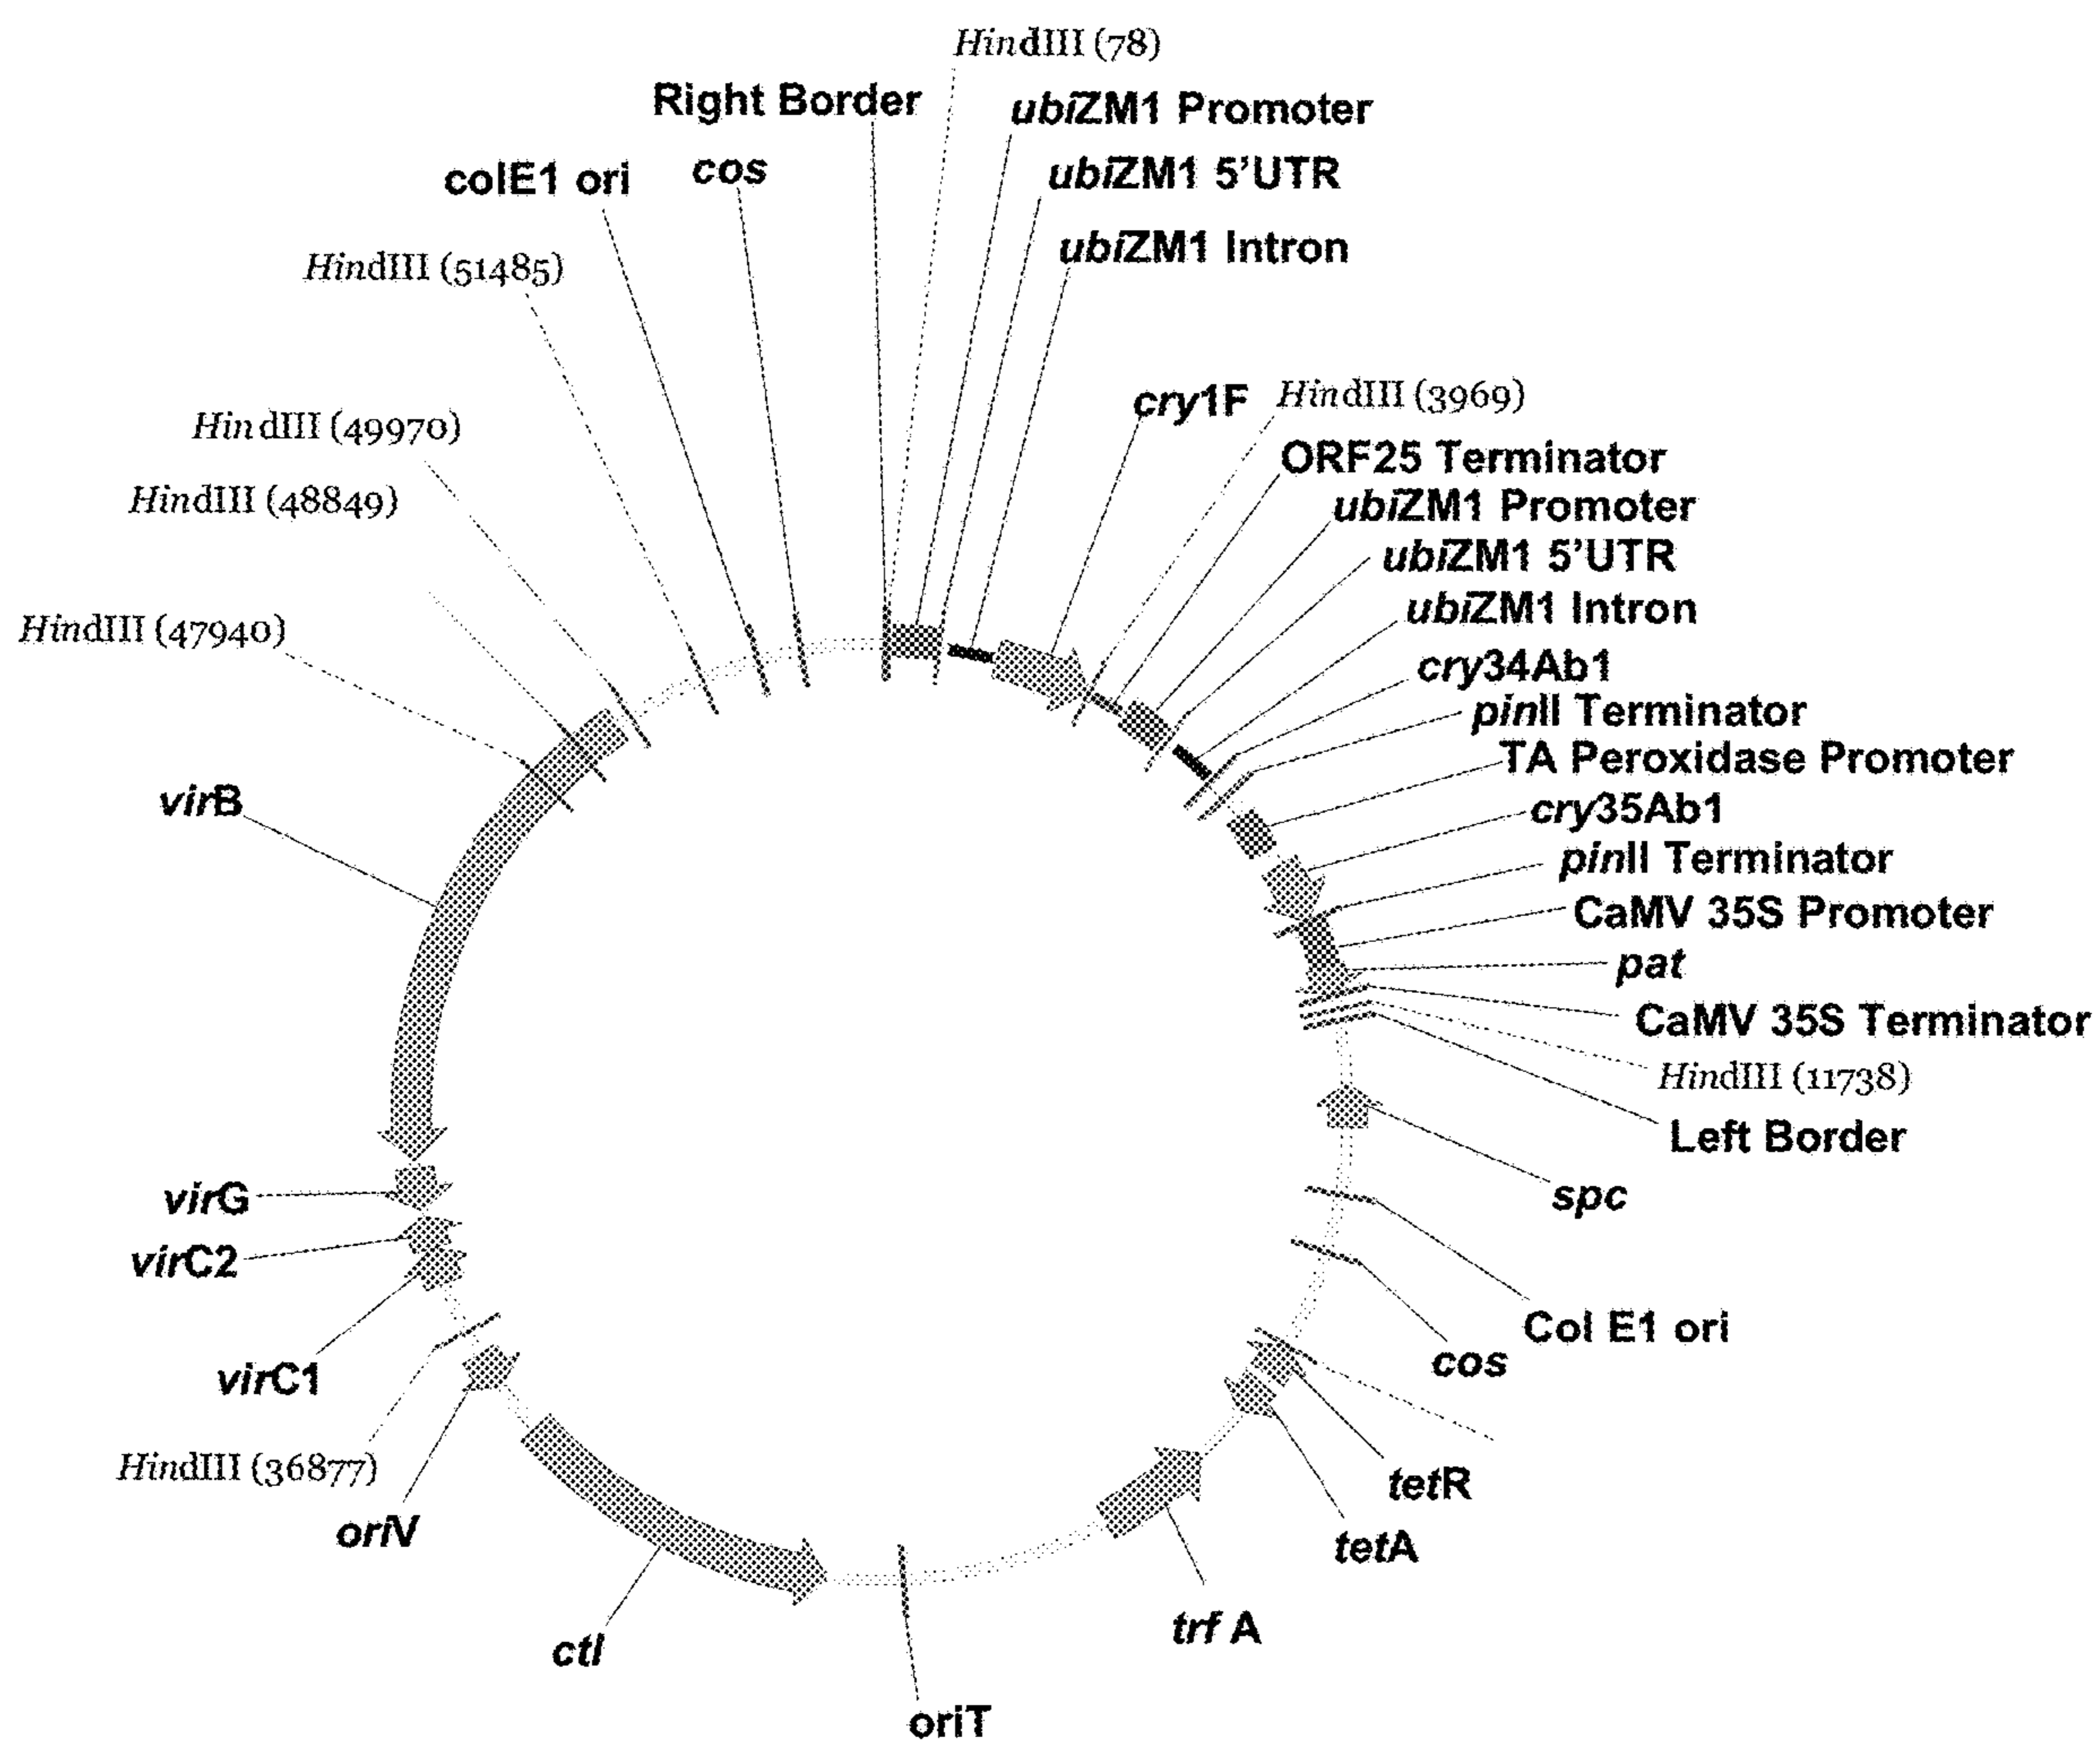 HindIII (78)
Right Border
ubiZM1 Promoter
colE1 ori
cos
ubiZM1 5'UTR
ubiZM1 Intron
HindIII (51485)
cry1F
HindIII (3969)
HindIII (49970)
ORF25 Terminator
HindIII (48849)
ubiZM1 Promoter
ubiZM1 5'UTR
ubiZM1 Intron
HindIII (47940)
cry34Ab1
pinII Terminator
TA Peroxidase Promoter
virB
cry35Ab1
pinII Terminator
CaMV 35S Promoter
pat
CaMV 35S Terminator
HindIII (11738)
Left Border
virG
spc
virC2
Col E1 ori
cos
virC1
HindIII (36877)
tetR
oriV
tetA
trf A
ctl
oriT